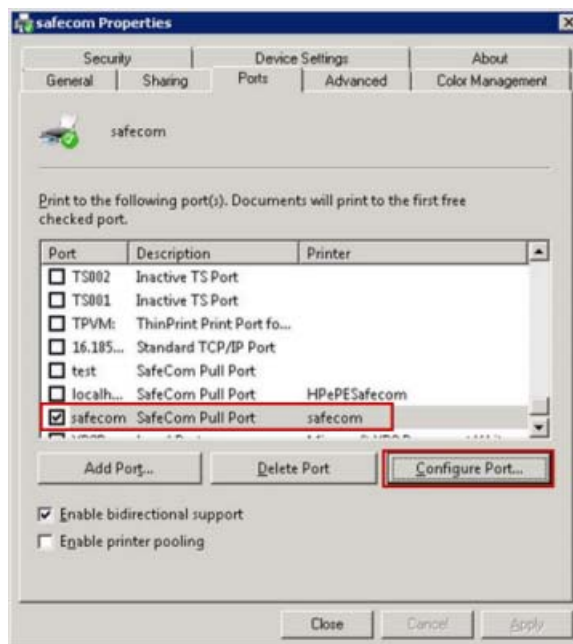 safecom Properties
Security Device Settings About
General Sharing Ports Advanced Color Management
safecom
Print to the following port(s). Documents will print to the first free
checked port.
Port Description Printer
TS002 Inactive TS Port
TS001 Inactive TS Port
TPVM: ThinPrint Print Port fo...
16.185... Standard TCP/IP Port
test SafeCom Pull Port
localh... SafeCom Pull Port HPePESafecom
safecom SafeCom Pull Port safecom
Add Port... Delete Port Configure Port...
Enable bidirectional support
Enable printer pooling
Close Cancel Apply